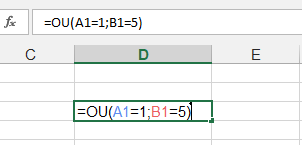 fx =OU(A1=1;B1=5)
C D E
=OU(A1=1;B1=5)